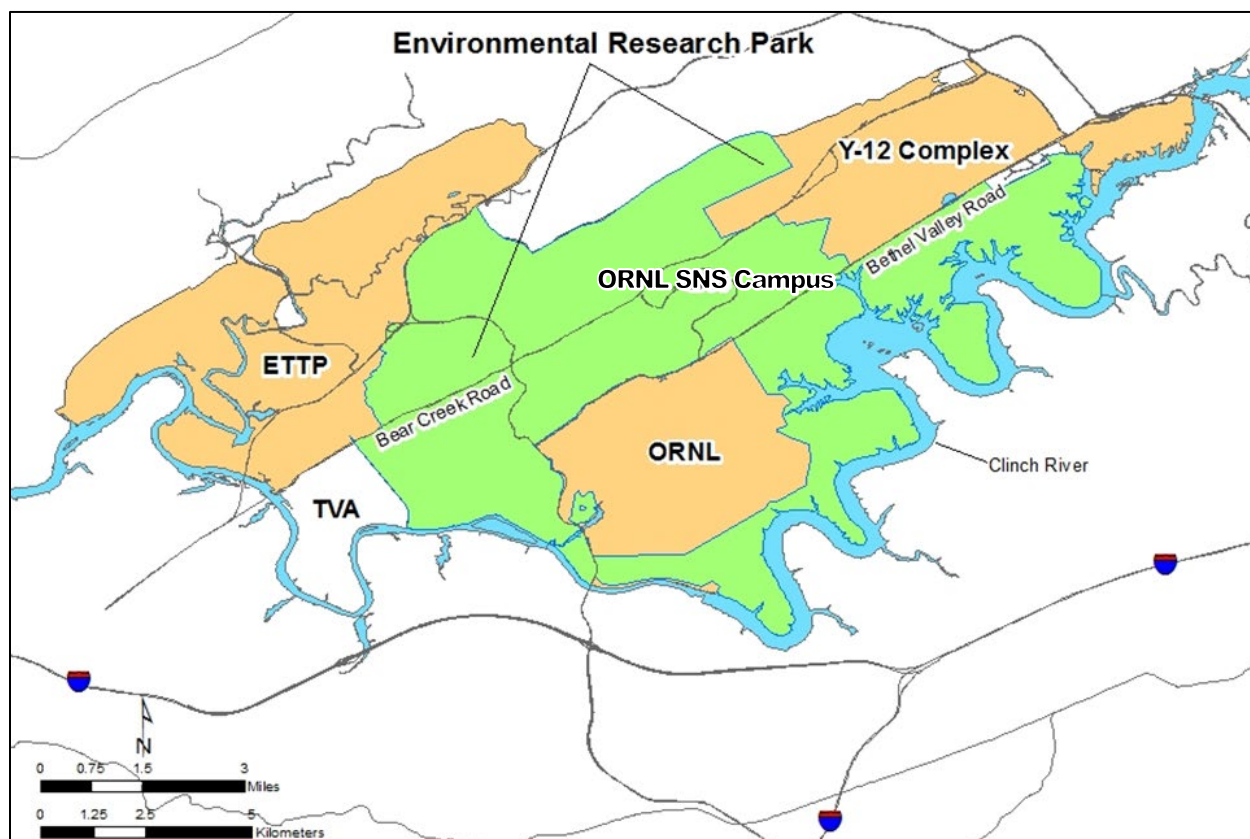 Environmental Research Park
Y-12 Complex
Bethel Valley Road
ORNL SNS Campus
ETTP
Bear Creek Road
ORNL
Clinch River
TVA
N
0 0.75 1.5 3
Miles
0 1.25 2.5 5
Kilometers